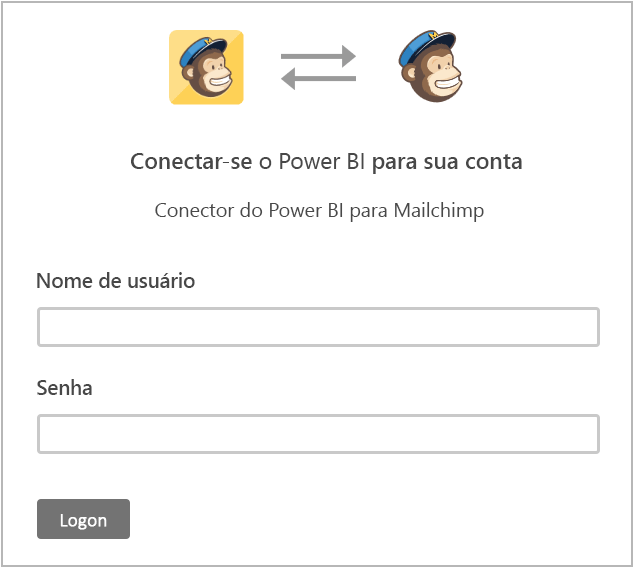 Conectar-se o Power BI para sua conta
Conector do Power BI para Mailchimp
Nome de usuário
Senha
Logon